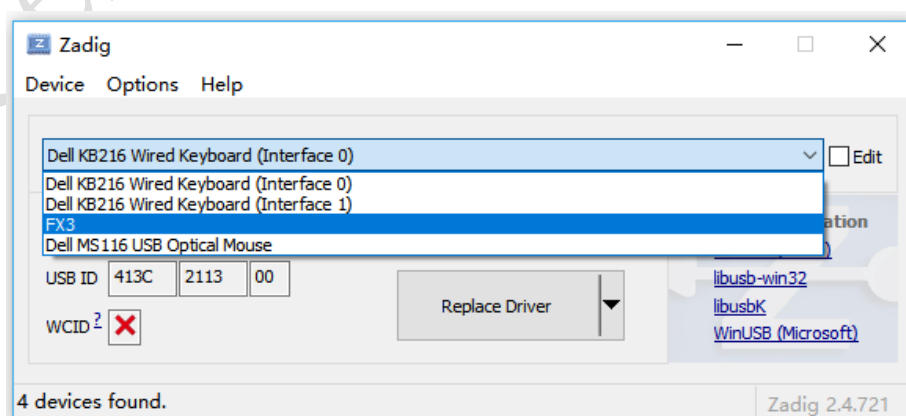 Zadig
Device Options Help
Dell KB216 Wired Keyboard (Interface 0)
Edit
Dell KB216 Wired Keyboard (Interface 0)
Dell KB216 Wired Keyboard (Interface 1)
FX3
ation
Dell MS116 USB Optical Mouse
USB ID 413C 2113 00
libusb-win32
Replace Driver
libusbK
WCID ?
WinUSB (Microsoft)
4 devices found.
Zadig 2.4.721